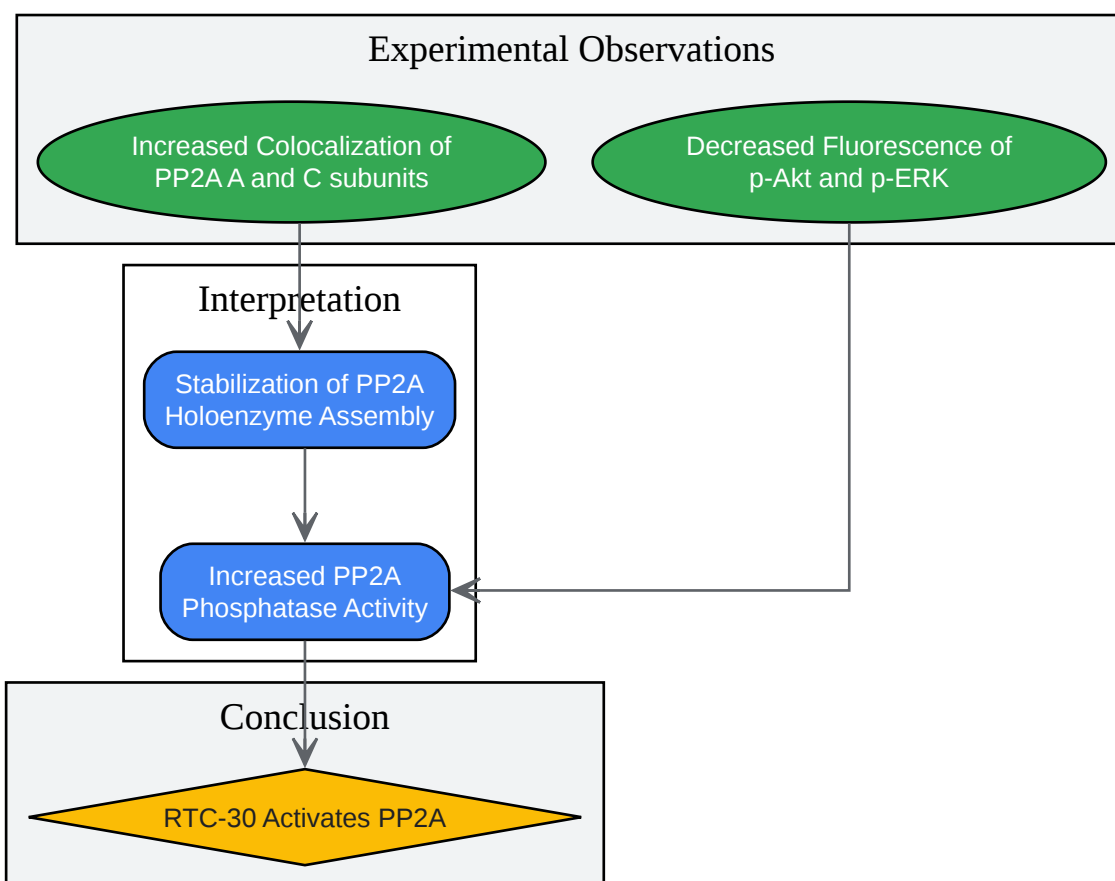 Experimental Observations
Increased Colocalization of
PP2A A and C subunits
Decreased Fluorescence of
p-Akt and p-ERK
Interpretation
Stabilization of PP2A
Holoenzyme Assembly
Increased PP2A
Phosphatase Activity
Conclusion
RTC-30 Activates PP2A